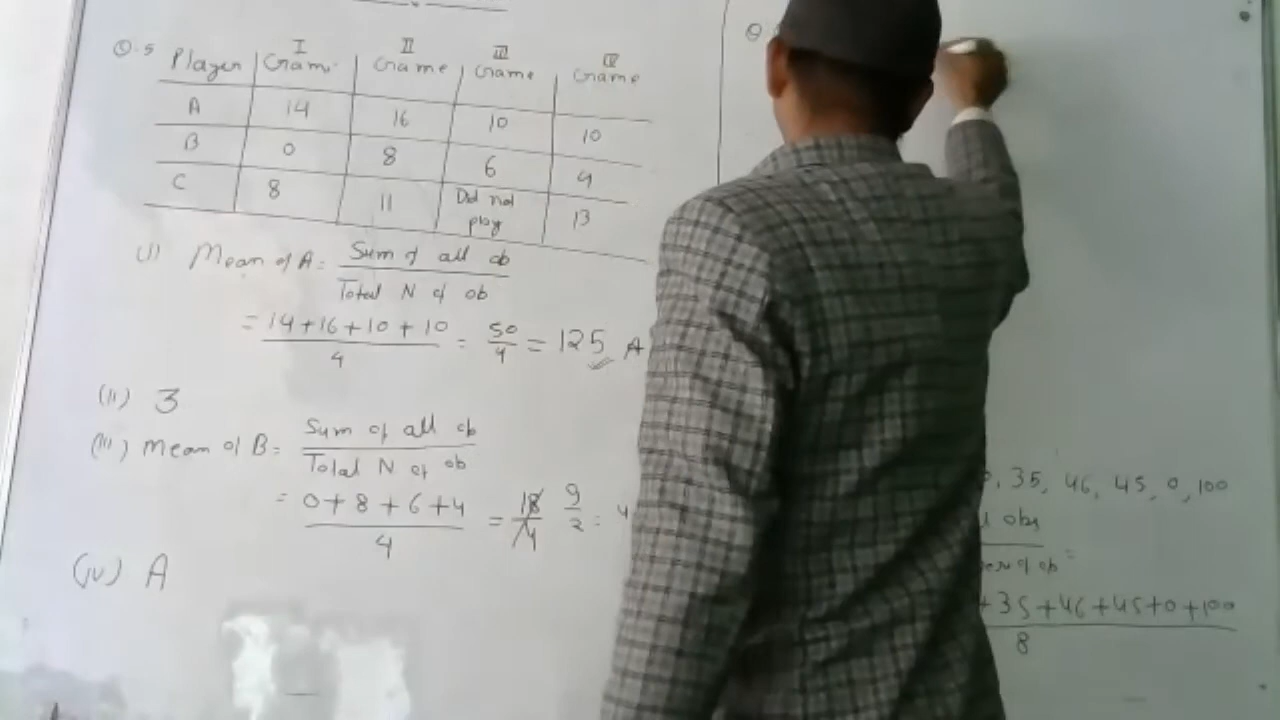 Q.5 Player I Game II Game III Game IV Game
A 14 16 10 10
B 0 8 6 4
C 8 11 Did not play 13
(i) Mean of A = Sum of all ob / Total N of ob
= 14+16+10+10 / 4 = 50/4 = 125 A
(ii) 3
(iii) Mean of B = Sum of all ob / Total N of ob
= 0+8+6+4 / 4 = 18/4 9/2 = 4
(iv) A
Q.
, 35, 46, 45, 0, 100
obs
of ob =
+35+46+45+0+100
8